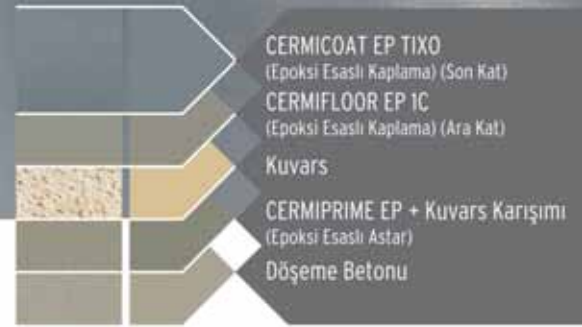 CERMICOAT EP TIXO
(Epoksi Esaslı Kaplama) (Son Kat)
CERMIFLOOR EP 1C
(Epoksi Esaslı Kaplama) (Ara Kat)
Kuvars
CERMIPRIME EP + Kuvars Karışımı
(Epoksi Esaslı Astar)
Döşeme Betonu